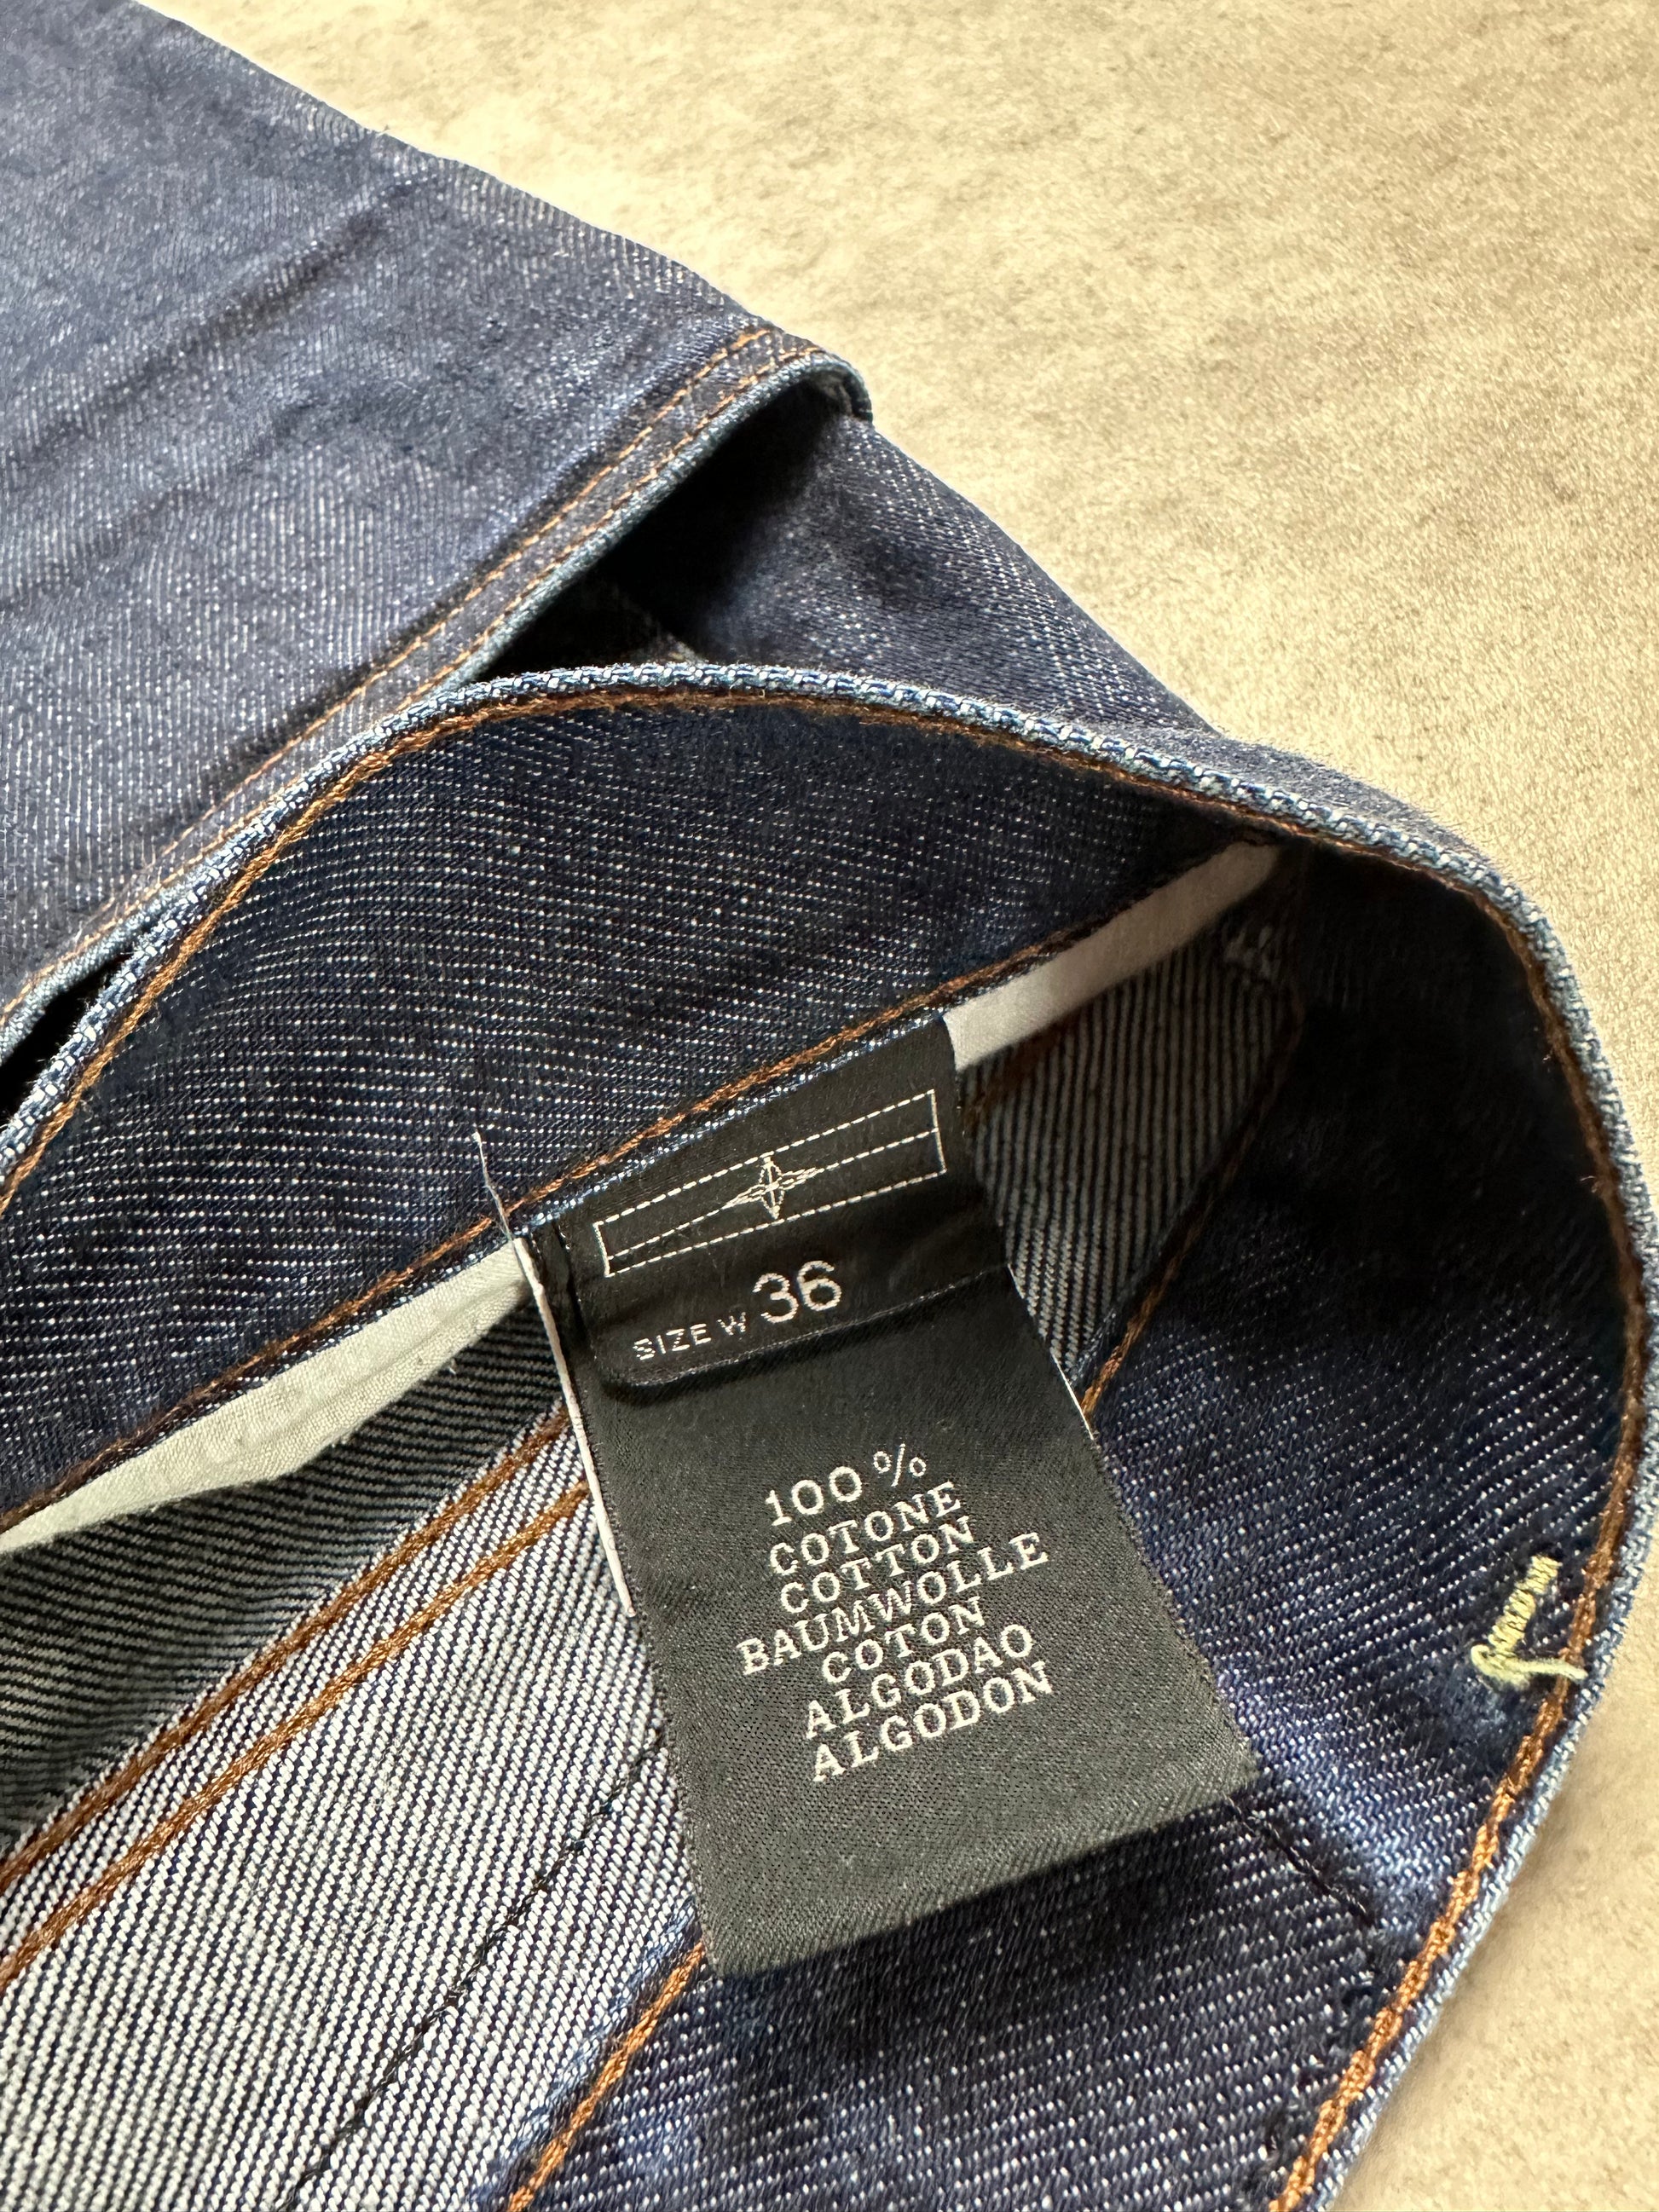 SIZE W 36
100 %
COTONE
COTTON
BAUMWOLLE
COTON
ALGODAO
ALGODON